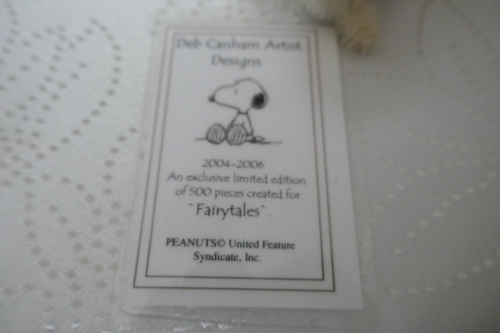 Deb Canham Artist
Designs
2004-2006
An exclusive limited edition
of 500 pieces created for
"Fairytales".
PEANUTS© United Feature
Syndicate, Inc.